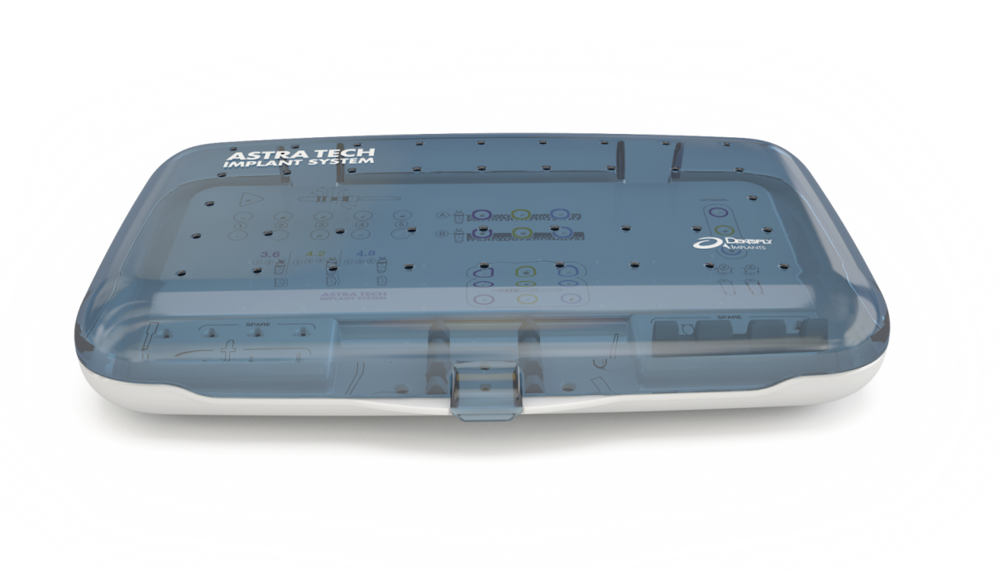 ASTRA TECH
IMPLANT SYSTEM
A
B
3.6 4.2 4.8
DENTSPLY
IMPLANTS
ASTRA TECH
IMPLANT SYSTEM
SPARE
SPARE